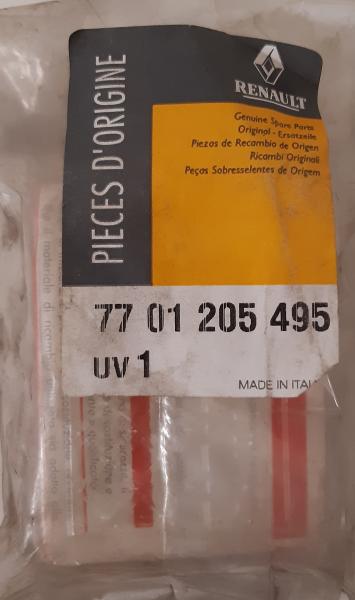 PIECES D'ORIGINE
RENAULT
Genuine Spare Parts
Original - Ersatzteile
Piezas de Recambio de Origen
Ricambi Originali
Peças Sobresselentes de Origem
77 01 205 495
UV 1
MADE IN ITAL